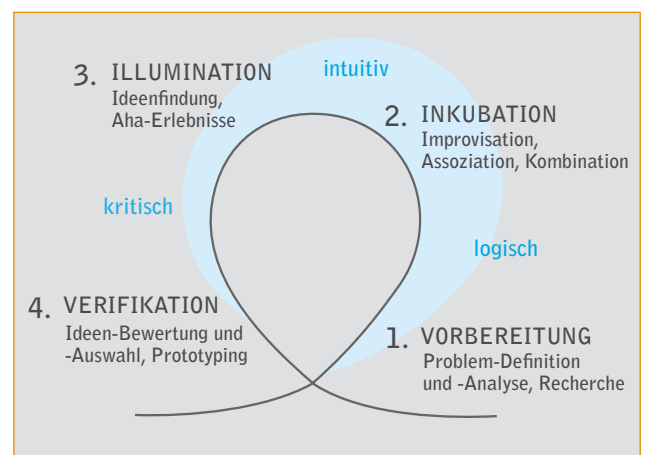 3. ILLUMINATION
Ideenfindung,
Aha-Erlebnisse
intuitiv
2. INKUBATION
Improvisation,
Assoziation, Kombination
kritisch
logisch
4. VERIFIKATION
Ideen-Bewertung und
-Auswahl, Prototyping
1. VORBEREITUNG
Problem-Definition
und -Analyse, Recherche